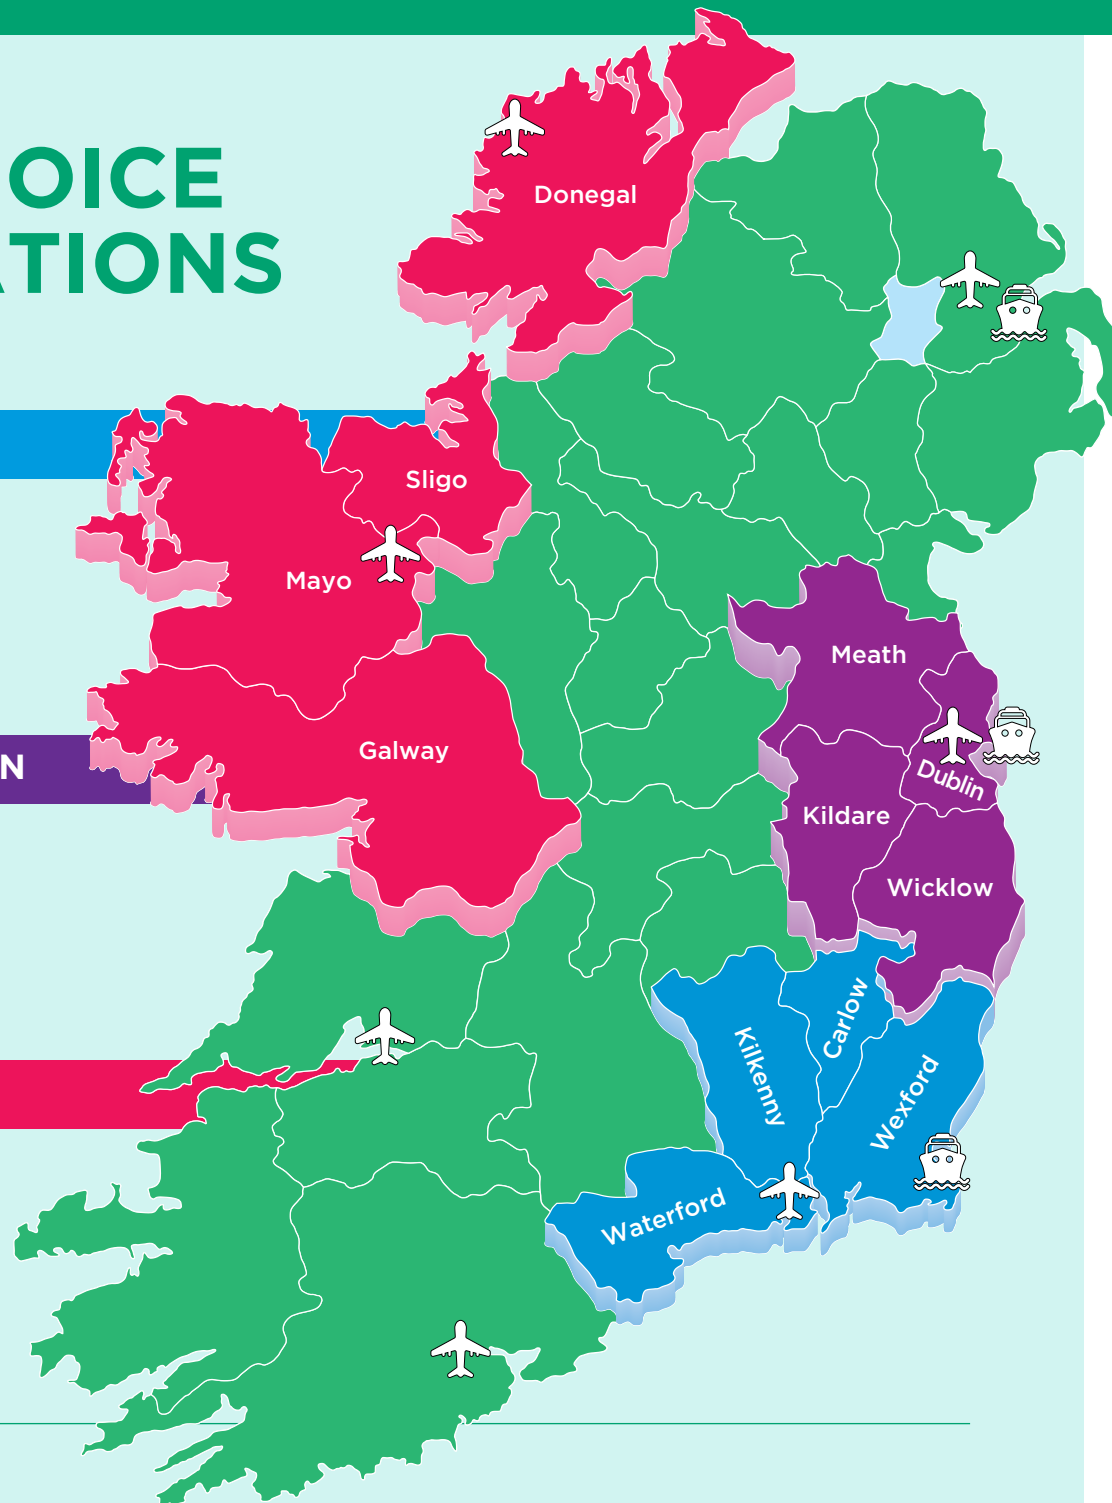 OICE
ATIONS
Donegal
Sligo
Mayo
Meath
Galway
N
Dublin
Kildare
Wicklow
Carlow
Kilkenny
Wexford
Waterford